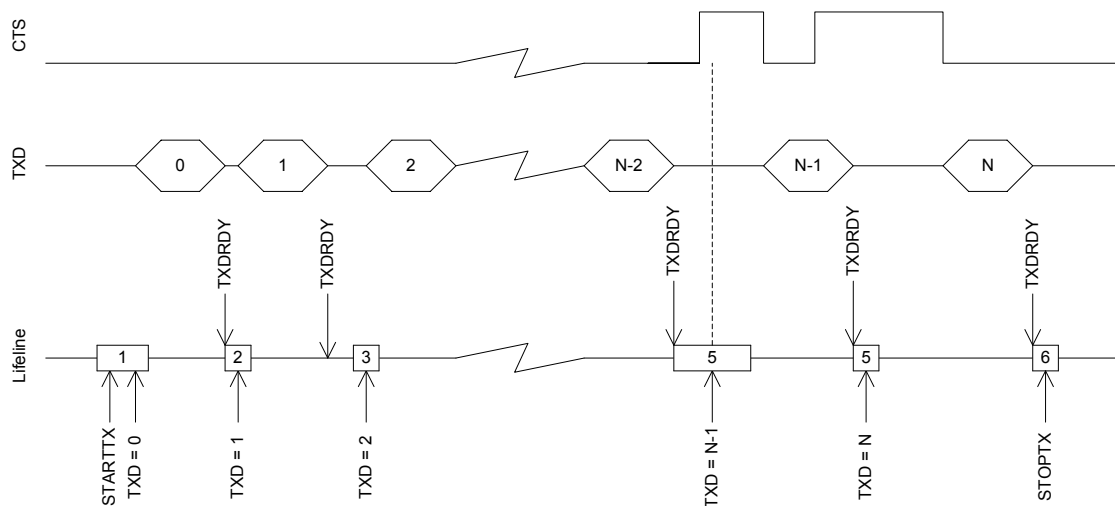 CTS
TXD
0
1
2
N-2
N-1
N
TXDRDY
TXDRDY
TXDRDY
TXDRDY
TXDRDY
Lifeline
1
2
3
5
5
6
STARTTX
TXD = 0
TXD = 1
TXD = 2
TXD = N-1
TXD = N
STOPTX